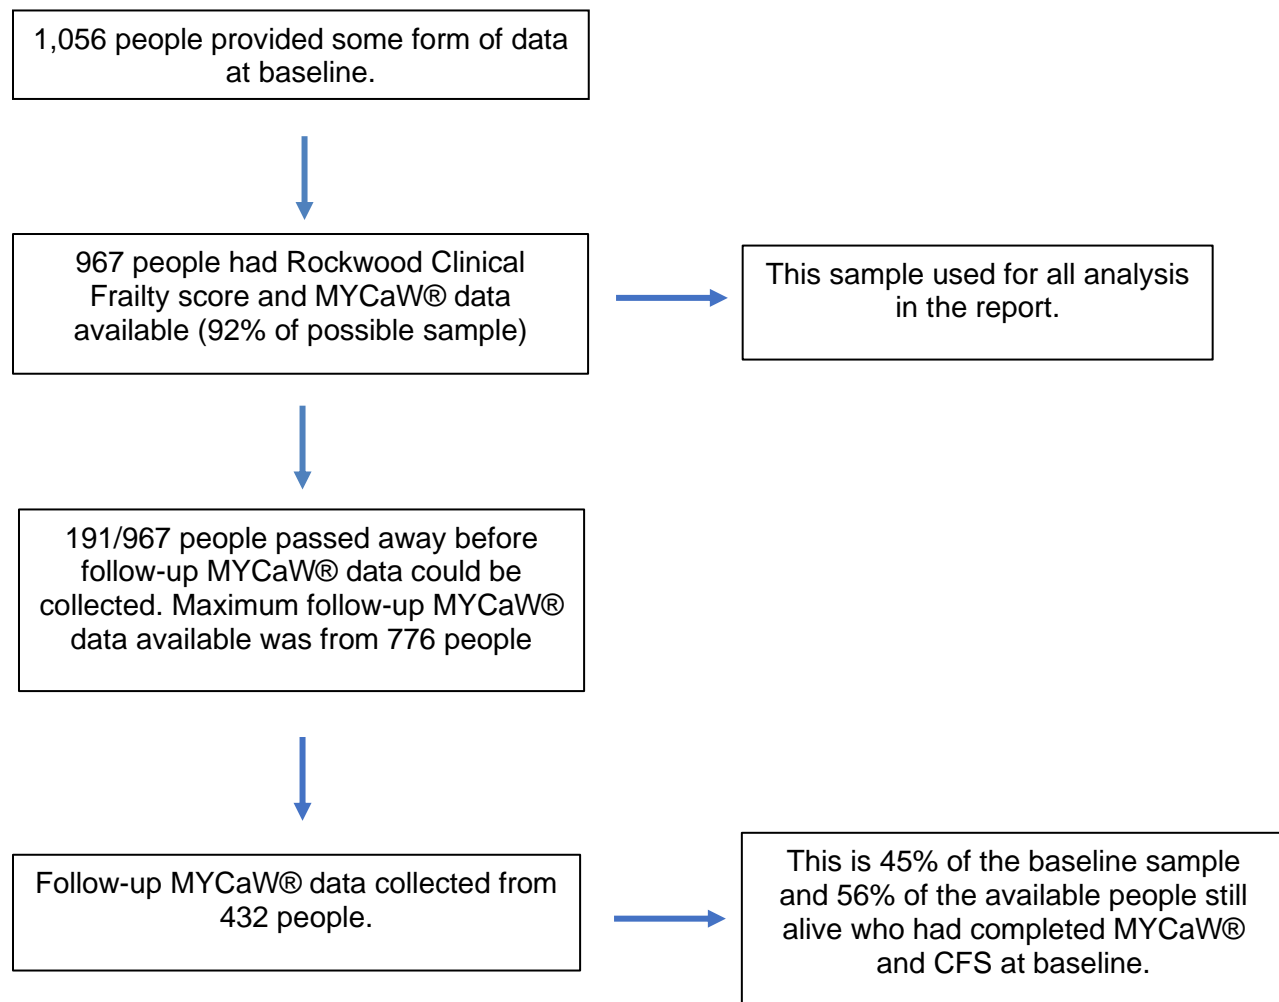 1,056 people provided some form of data
at baseline.
967 people had Rockwood Clinical
Frailty score and MYCaW® data
available (92% of possible sample)
This sample used for all analysis
in the report.
191/967 people passed away before
follow-up MYCaW® data could be
collected. Maximum follow-up MYCaW®
data available was from 776 people
Follow-up MYCaW® data collected from
432 people.
This is 45% of the baseline sample
and 56% of the available people still
alive who had completed MYCaW®
and CFS at baseline.